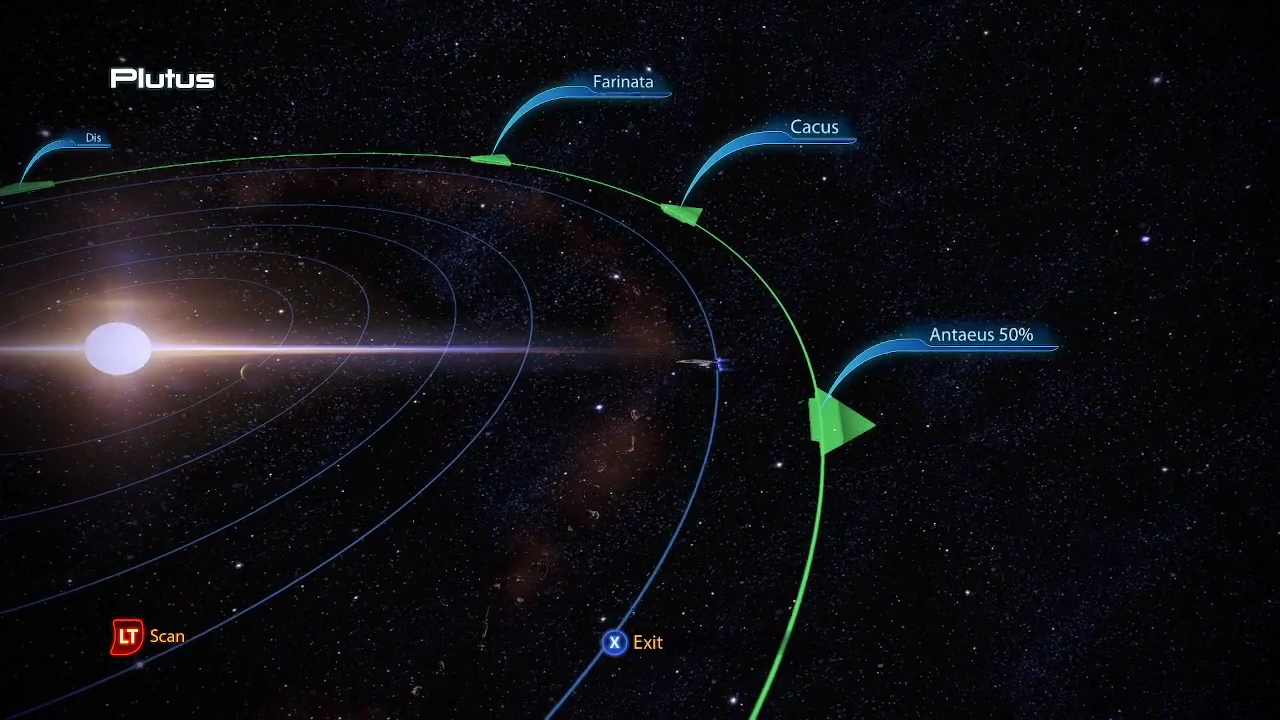 Plutus
Farinata
Cacus
Dis
Antaeus 50%
LT Scan
X Exit